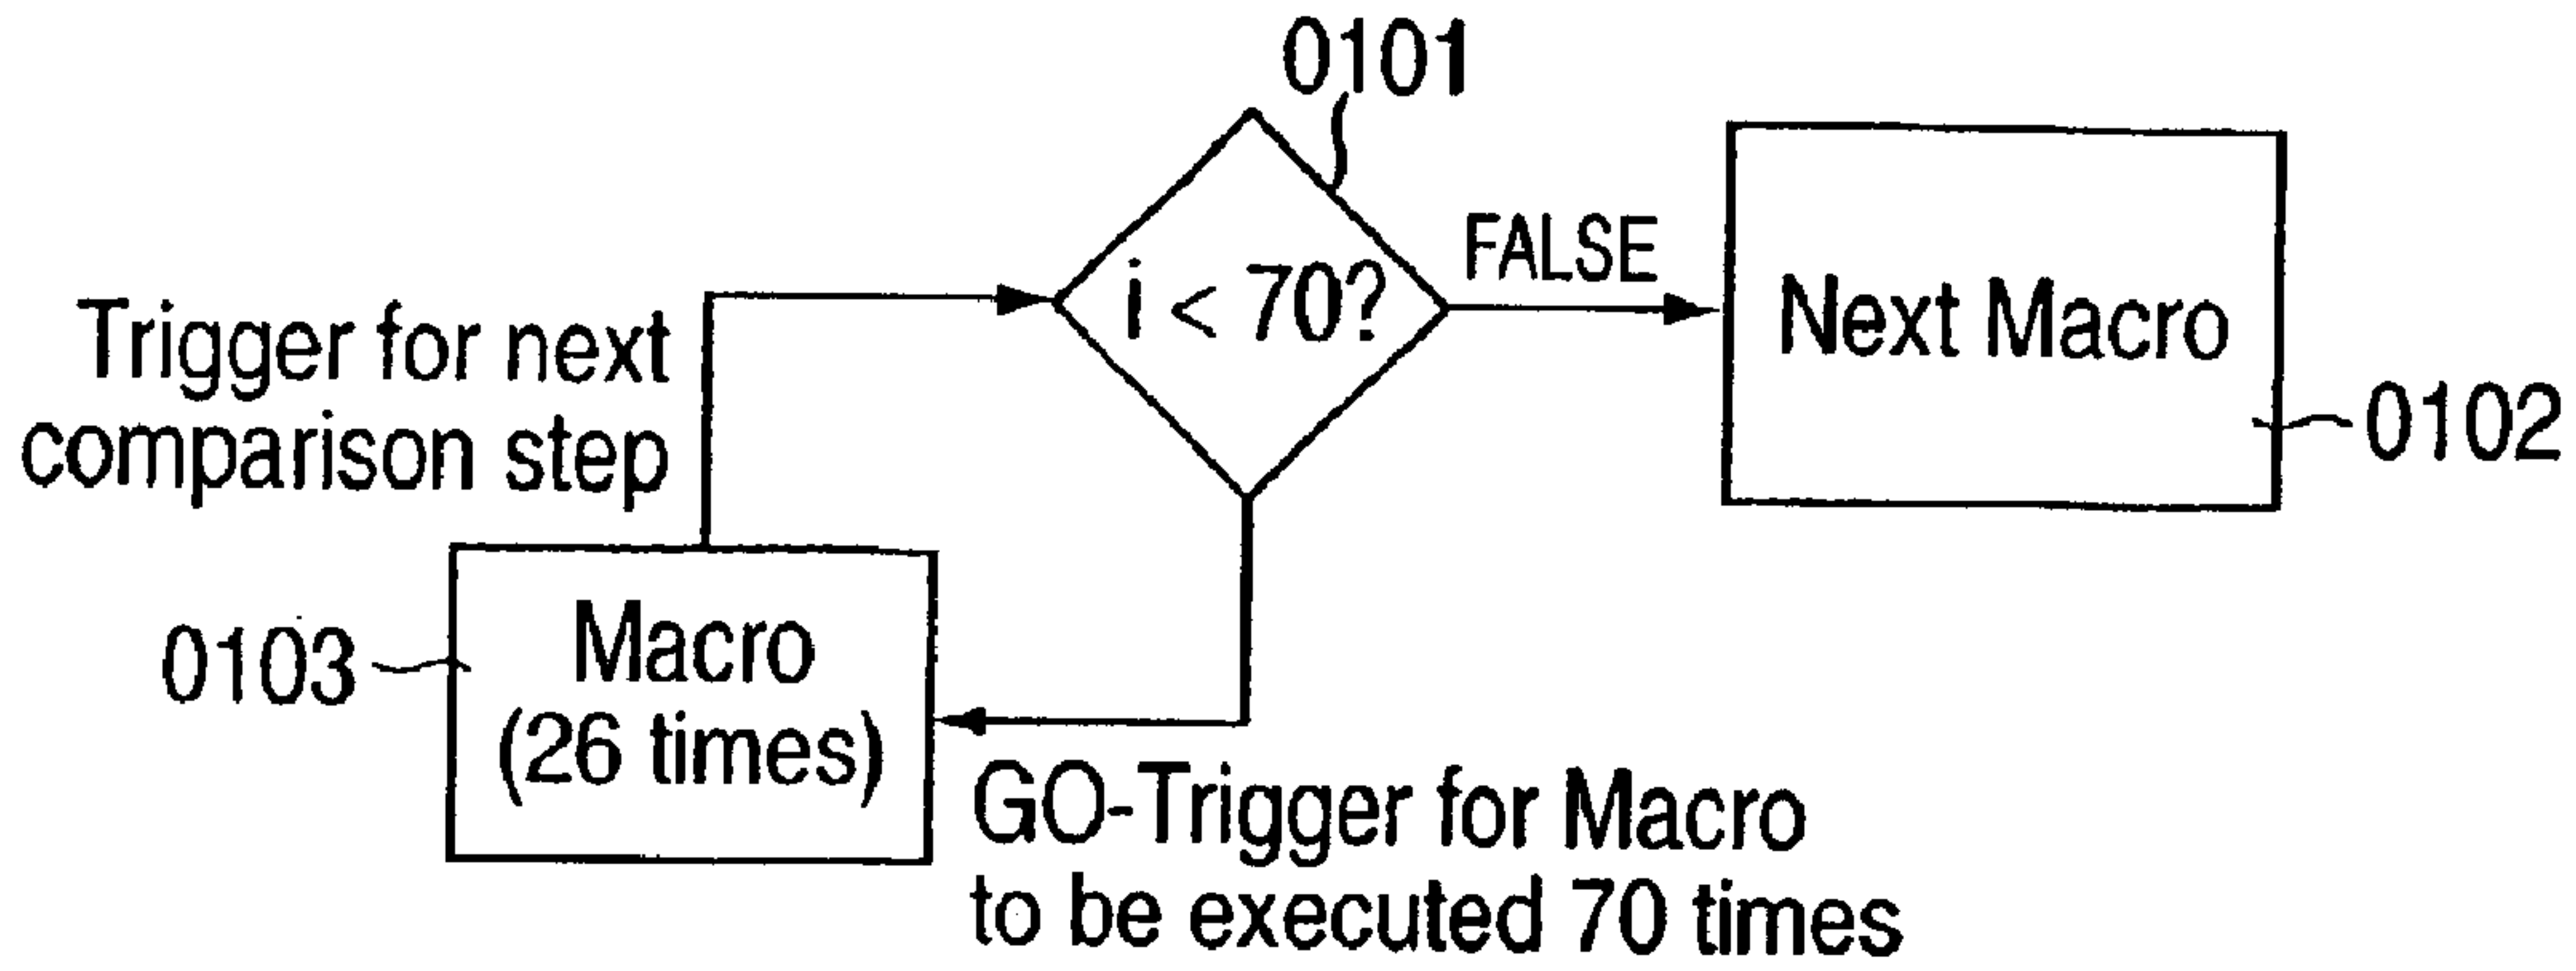 0101
i < 70?
FALSE
Next Macro
0102
Trigger for next
comparison step
0103
Macro
(26 times)
GO-Trigger for Macro
to be executed 70 times